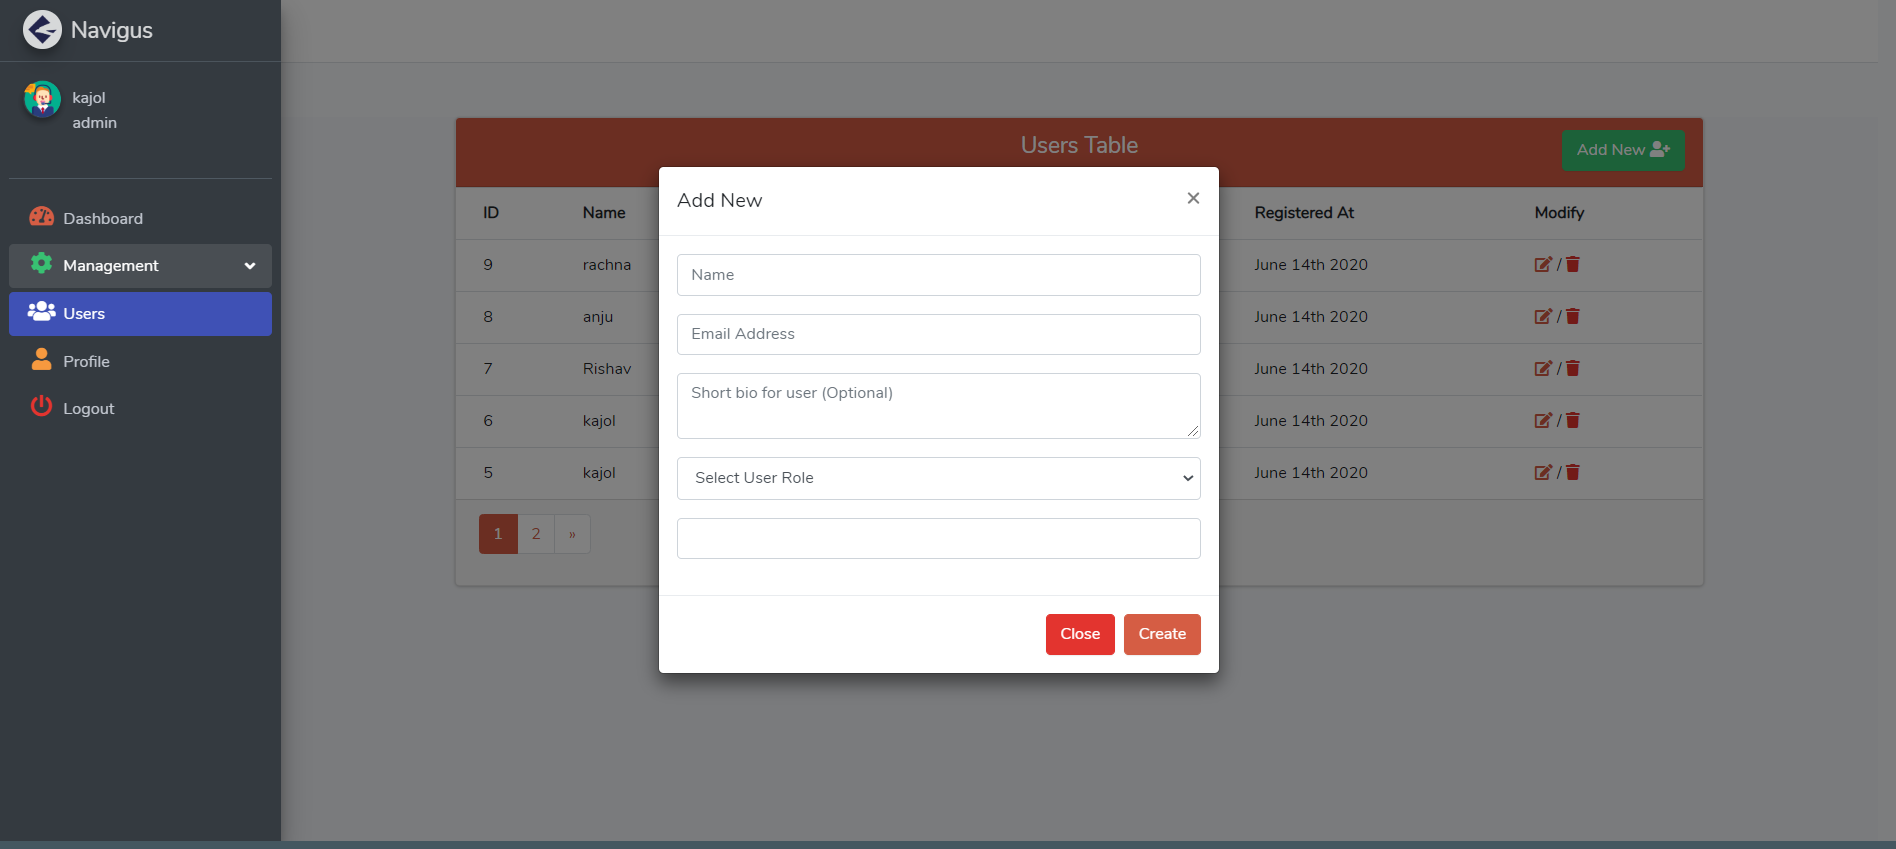 Navigus
kajol
admin
Dashboard
Management
Users
Profile
Logout
Users Table
Add New
ID Name Registered At Modify
9 rachna June 14th 2020 /
8 anju June 14th 2020 /
7 Rishav June 14th 2020 /
6 kajol June 14th 2020 /
5 kajol June 14th 2020 /
1 2 »
Add New ×
Name
Email Address
Short bio for user (Optional)
Select User Role
Close Create